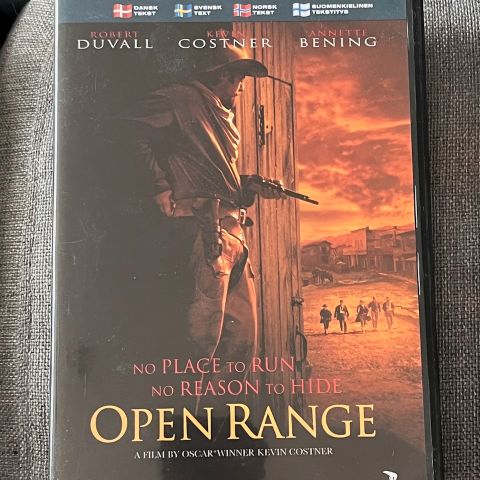 DANSK TEKST
SVENSK TEXT
NORSK TEKST
SUOMENKIELINEN TEKSTITYS
ROBERT DUVALL
KEVIN COSTNER
ANNETTE BENING
NO PLACE TO RUN
NO REASON TO HIDE
OPEN RANGE
A FILM BY OSCAR® WINNER KEVIN COSTNER